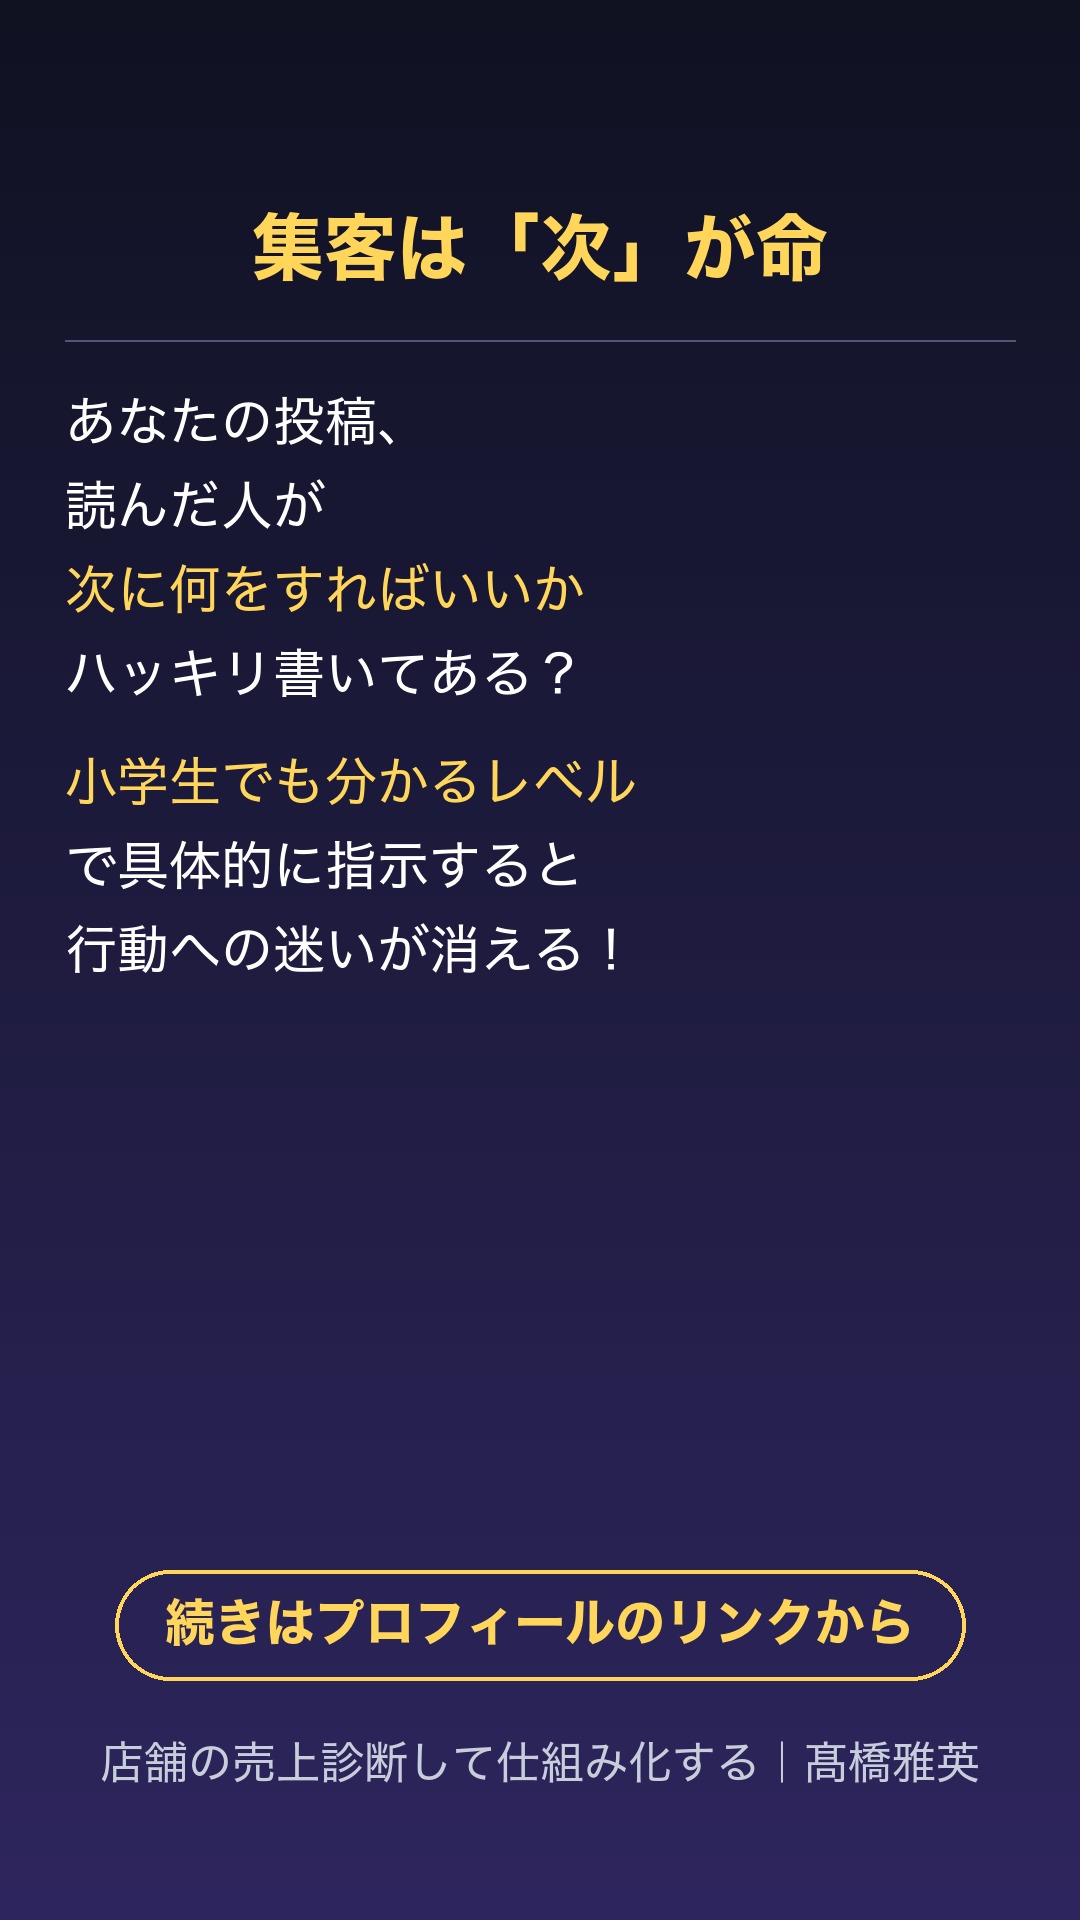 集客は「次」が命
あなたの投稿、
読んだ人が
次に何をすればいいか
ハッキリ書いてある？
小学生でも分かるレベル
で具体的に指示すると
行動への迷いが消える！
続きはプロフィールのリンクから
店舗の売上診断して仕組み化する｜髙橋雅英